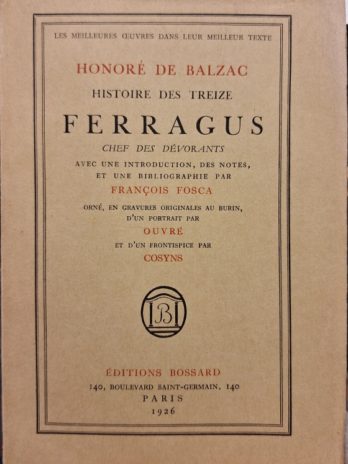 LES MEILLEURES ŒUVRES DANS LEUR MEILLEUR TEXTE
HONORÉ DE BALZAC
HISTOIRE DES TREIZE
FERRAGUS
CHEF DES DÉVORANTS
AVEC UNE INTRODUCTION, DES NOTES,
ET UNE BIBLIOGRAPHIE PAR
FRANÇOIS FOSCA
ORNÉ, EN GRAVURES ORIGINALES AU BURIN,
D'UN PORTRAIT PAR
OUVRÉ
ET D'UN FRONTISPICE PAR
COSYNS
B
ÉDITIONS BOSSARD
140, BOULEVARD SAINT-GERMAIN, 140
PARIS
1926